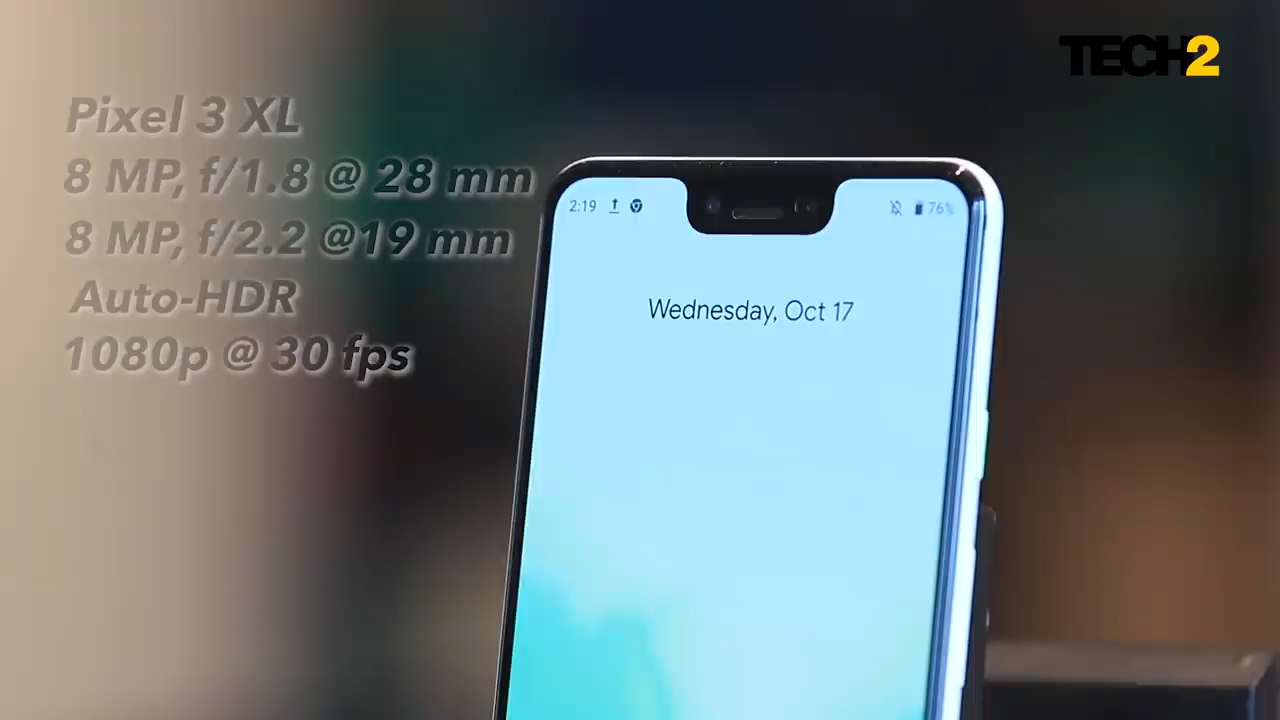 TECH2
Pixel 3 XL
8 MP, f/1.8 @ 28 mm
8 MP, f/2.2 @19 mm
Auto-HDR
1080p @ 30 fps
2:19
76%
Wednesday, Oct 17